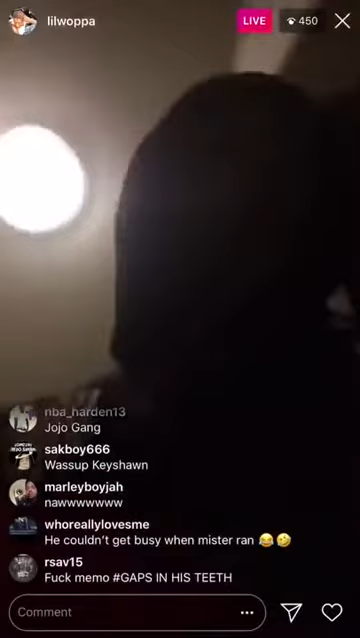 lilwoppa
LIVE
450
nba_harden13
Jojo Gang
sakboy666
Wassup Keyshawn
marleyboyjah
nawwwwwww
whoreallylovesme
He couldn't get busy when mister ran 😂🤣
rsav15
Fuck memo #GAPS IN HIS TEETH
Comment